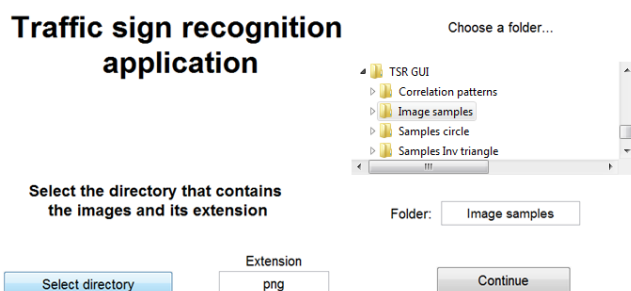 Traffic sign recognition
application
Select the directory that contains
the images and its extension
Extension
Select directory
png
Choose a folder...
TSR GUI
Correlation patterns
Image samples
Samples circle
Samples Inv triangle
Folder: Image samples
Continue